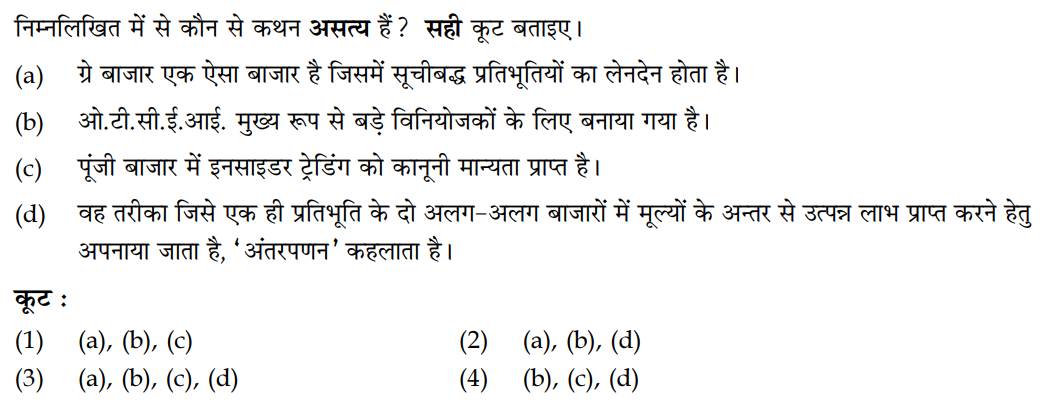 निम्नलिखित में से कौन से कथन असत्य हैं ? सही कूट बताइए।
(a) ग्रे बाजार एक ऐसा बाजार है जिसमें सूचीबद्ध प्रतिभूतियों का लेनदेन होता है।
(b) ओ.टी.सी.ई.आई. मुख्य रूप से बड़े विनियोजकों के लिए बनाया गया है।
(c) पूंजी बाजार में इनसाइडर ट्रेडिंग को कानूनी मान्यता प्राप्त है।
(d) वह तरीका जिसे एक ही प्रतिभूति के दो अलग-अलग बाजारों में मूल्यों के अन्तर से उत्पन्न लाभ प्राप्त करने हेतु
अपनाया जाता है, ‘अंतरपणन’ कहलाता है।
कूट :
(1) (a), (b), (c) (2) (a), (b), (d)
(3) (a), (b), (c), (d) (4) (b), (c), (d)